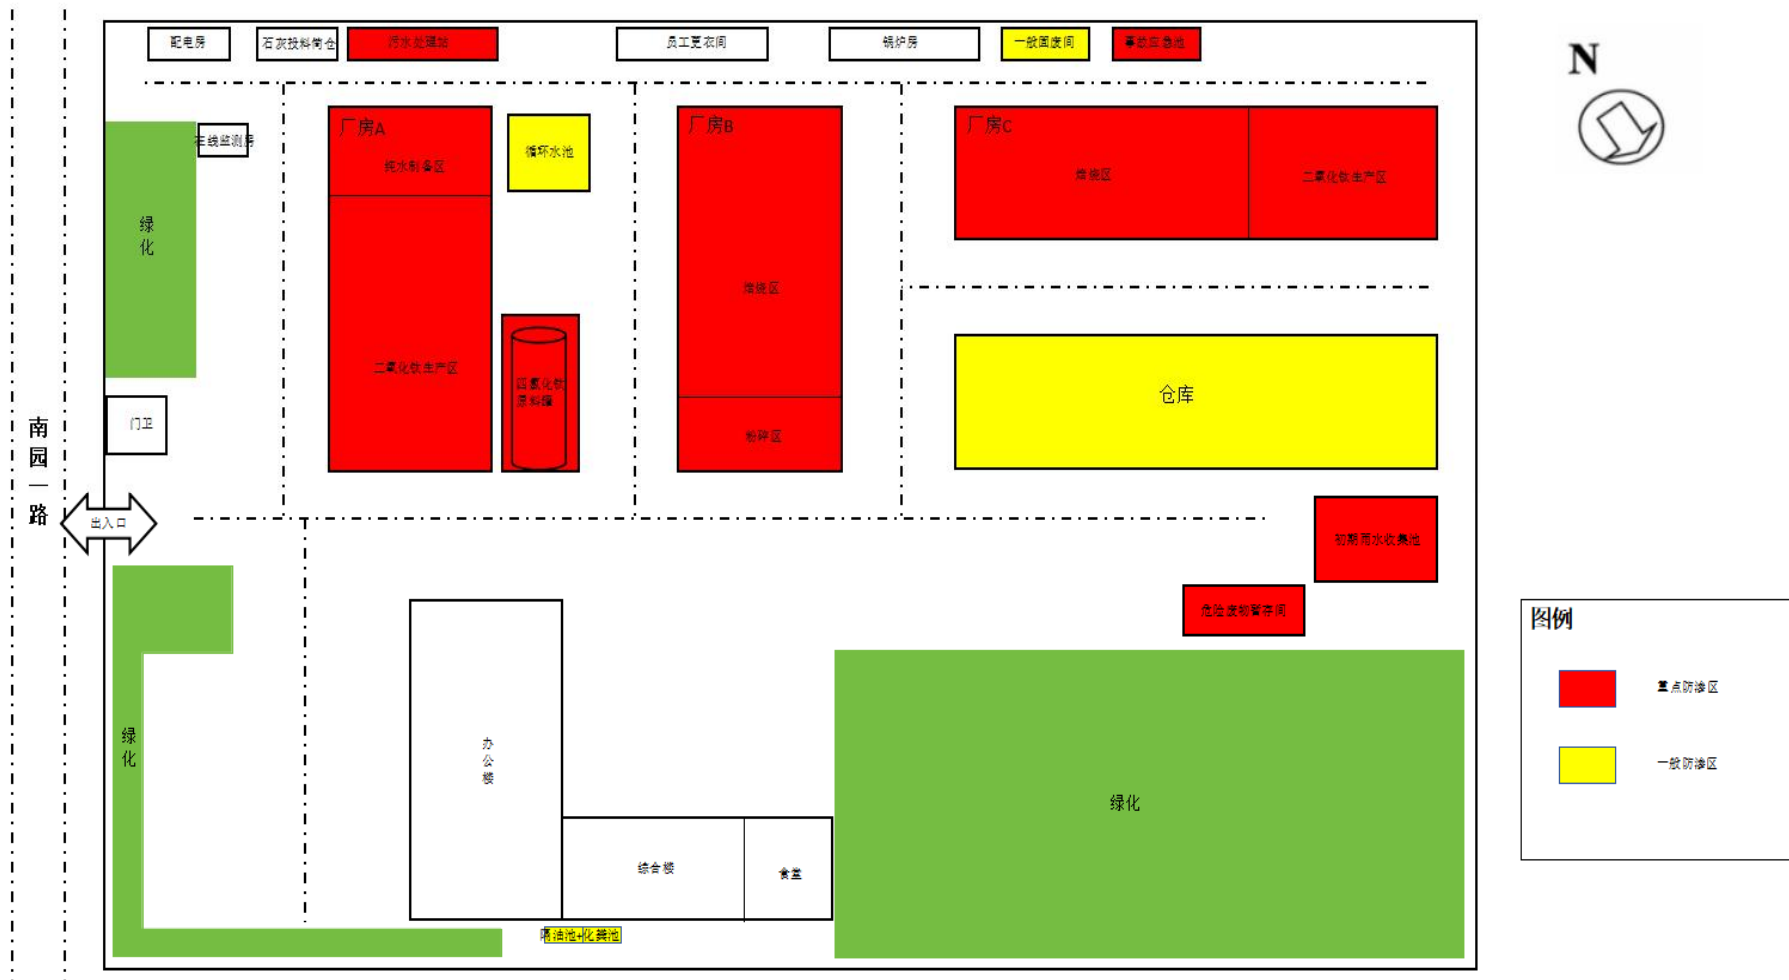 配电房
石灰投料筒仓
污水处理站
员工更衣间
锅炉房
一般固废间
事故应急池
N
在线监测房
厂房A
纯水制备区
循环水池
厂房B
厂房C
焙烧区
二氧化钛生产区
绿
化
焙烧区
二氧化钛生产区
四氯化钛
原料罐
仓库
门卫
粉碎区
南
园
一
路
出入口
初期雨水收集池
危险废物暂存间
图例
重点防渗区
一般防渗区
绿
化
办
公
楼
绿化
综合楼
食堂
隔油池+化粪池